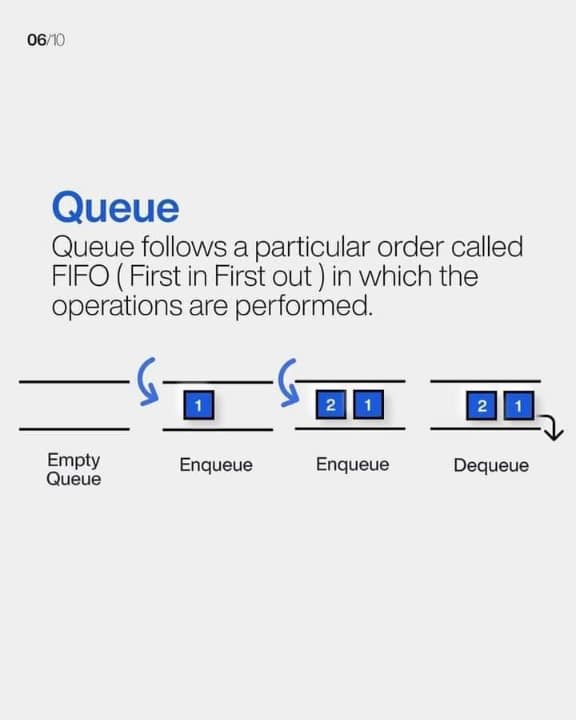 06/10
Queue
Queue follows a particular order called
FIFO ( First in First out ) in which the
operations are performed.
1
2 1
2 1
Empty
Queue
Enqueue
Enqueue
Dequeue